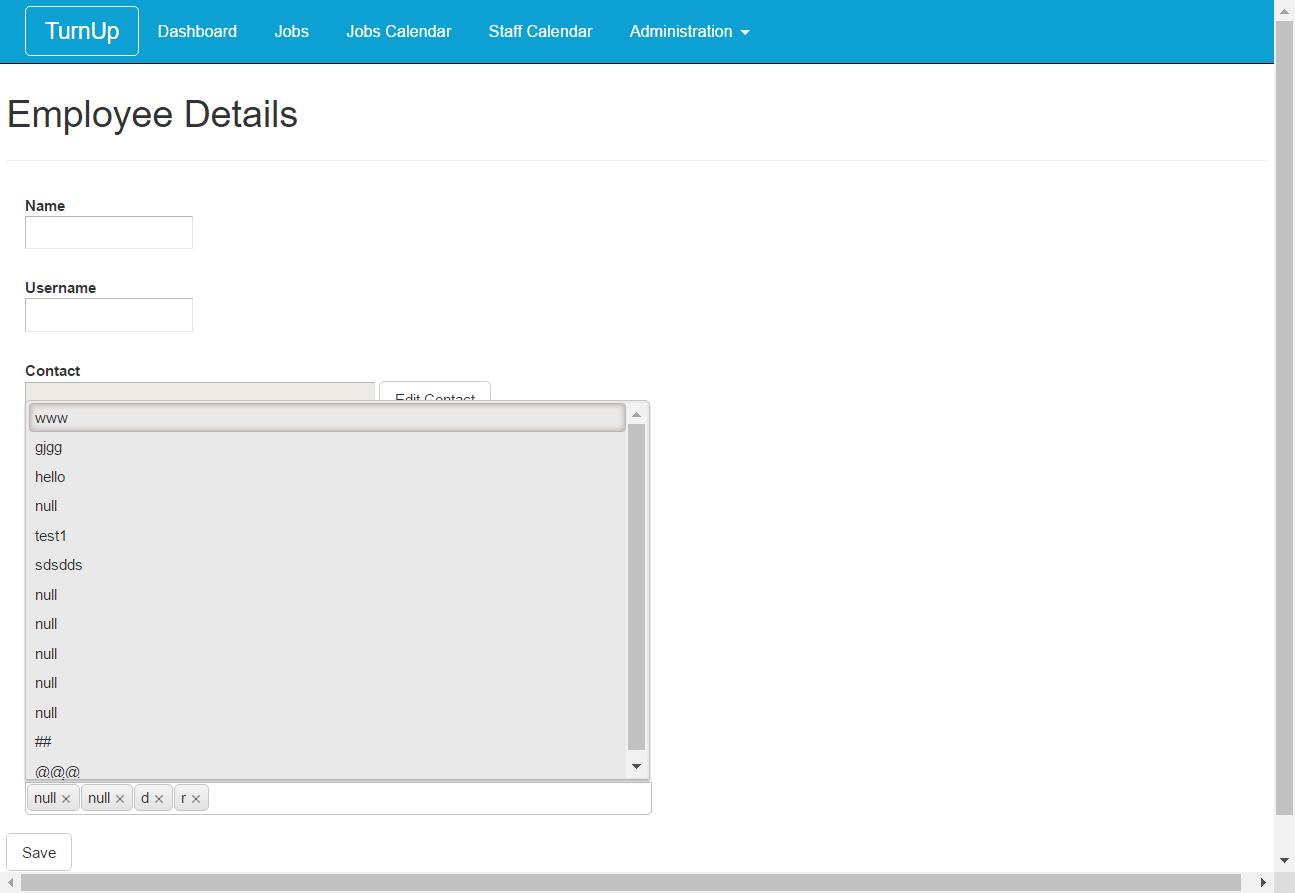 TurnUp Dashboard Jobs Jobs Calendar Staff Calendar Administration
Employee Details
Name
Username
Contact
Edit Contact
www
gjgg
hello
null
test1
sdsdds
null
null
null
null
null
##
@@@
null × null × d × r ×
Save